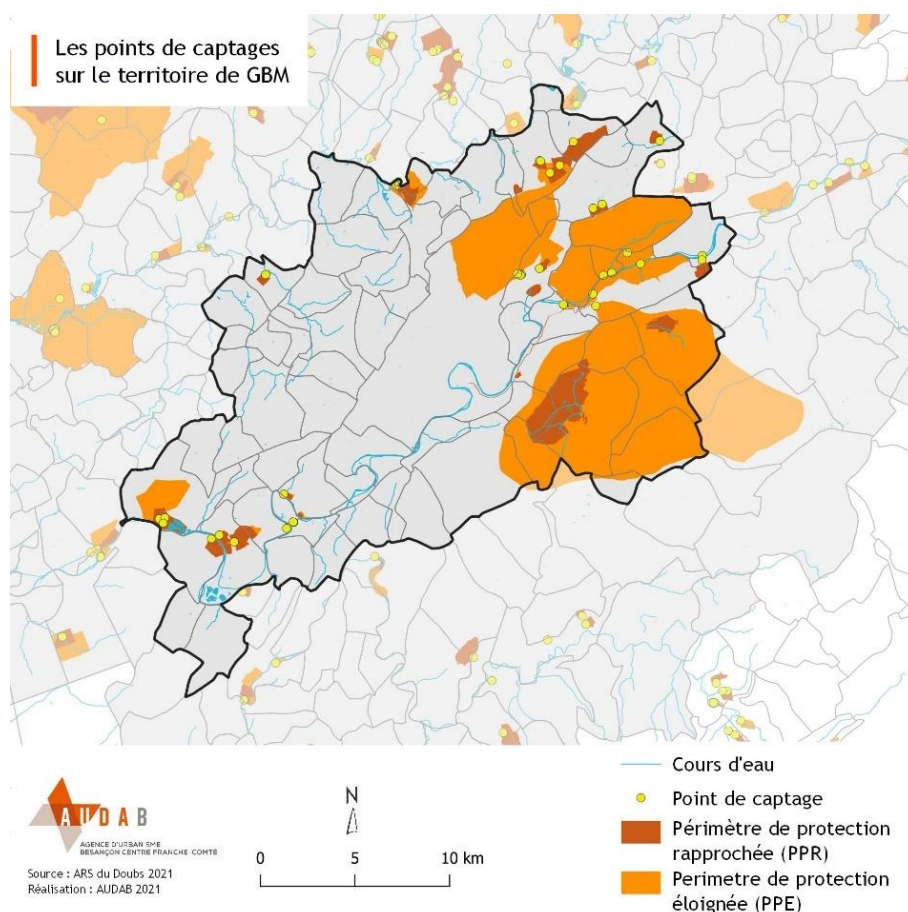 Les points de captages
sur le territoire de GBM
Cours d'eau
Point de captage
Périmètre de protection
rapprochée (PPR)
Perimetre de protection
éloignée (PPE)
AUDAB
AGENCE D'URBANISME
BESANÇON CENTRE FRANCHE-COMTÉ
Source : ARS du Doubs 2021
Réalisation : AUDAB 2021
N
0 5 10 km